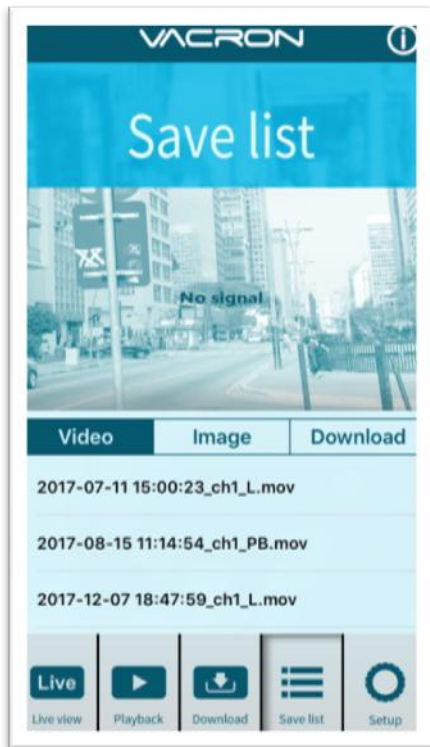 VACRON
Save list
No signal
Video Image Download
2017-07-11 15:00:23_ch1_L.mov
2017-08-15 11:14:54_ch1_PB.mov
2017-12-07 18:47:59_ch1_L.mov
Live
Live view Playback Download Save list Setup